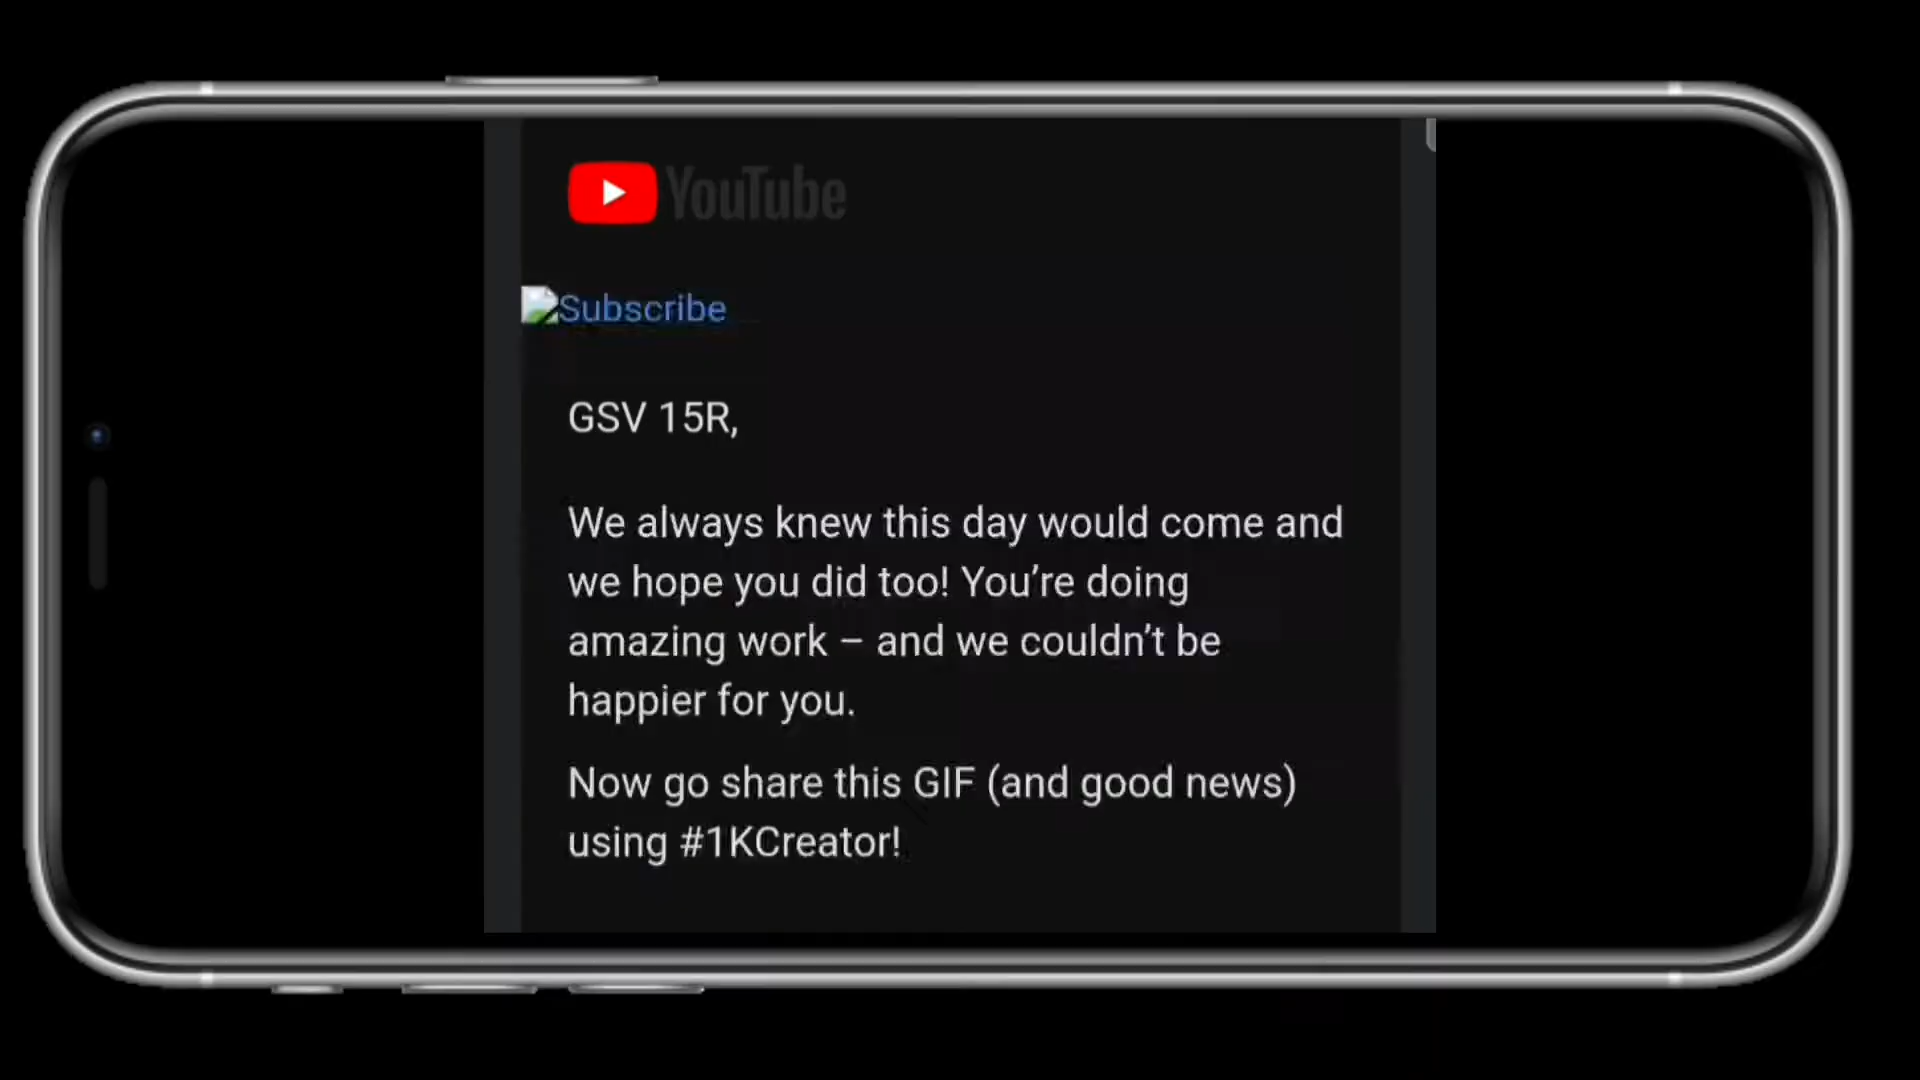 YouTube
Subscribe
GSV 15R,
We always knew this day would come and
we hope you did too! You’re doing
amazing work – and we couldn’t be
happier for you.
Now go share this GIF (and good news)
using #1KCreator!